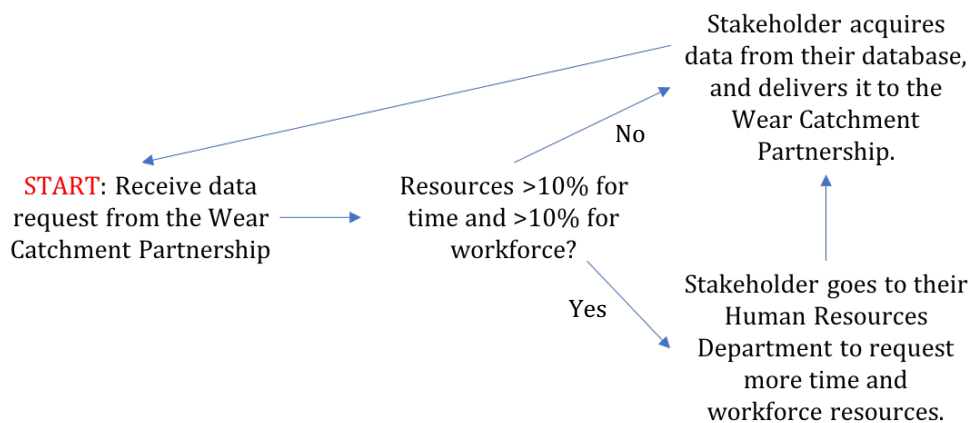 START: Receive data
request from the Wear
Catchment Partnership
Resources >10% for
time and >10% for
workforce?
No
Yes
Stakeholder acquires
data from their database,
and delivers it to the
Wear Catchment
Partnership.
Stakeholder goes to their
Human Resources
Department to request
more time and
workforce resources.